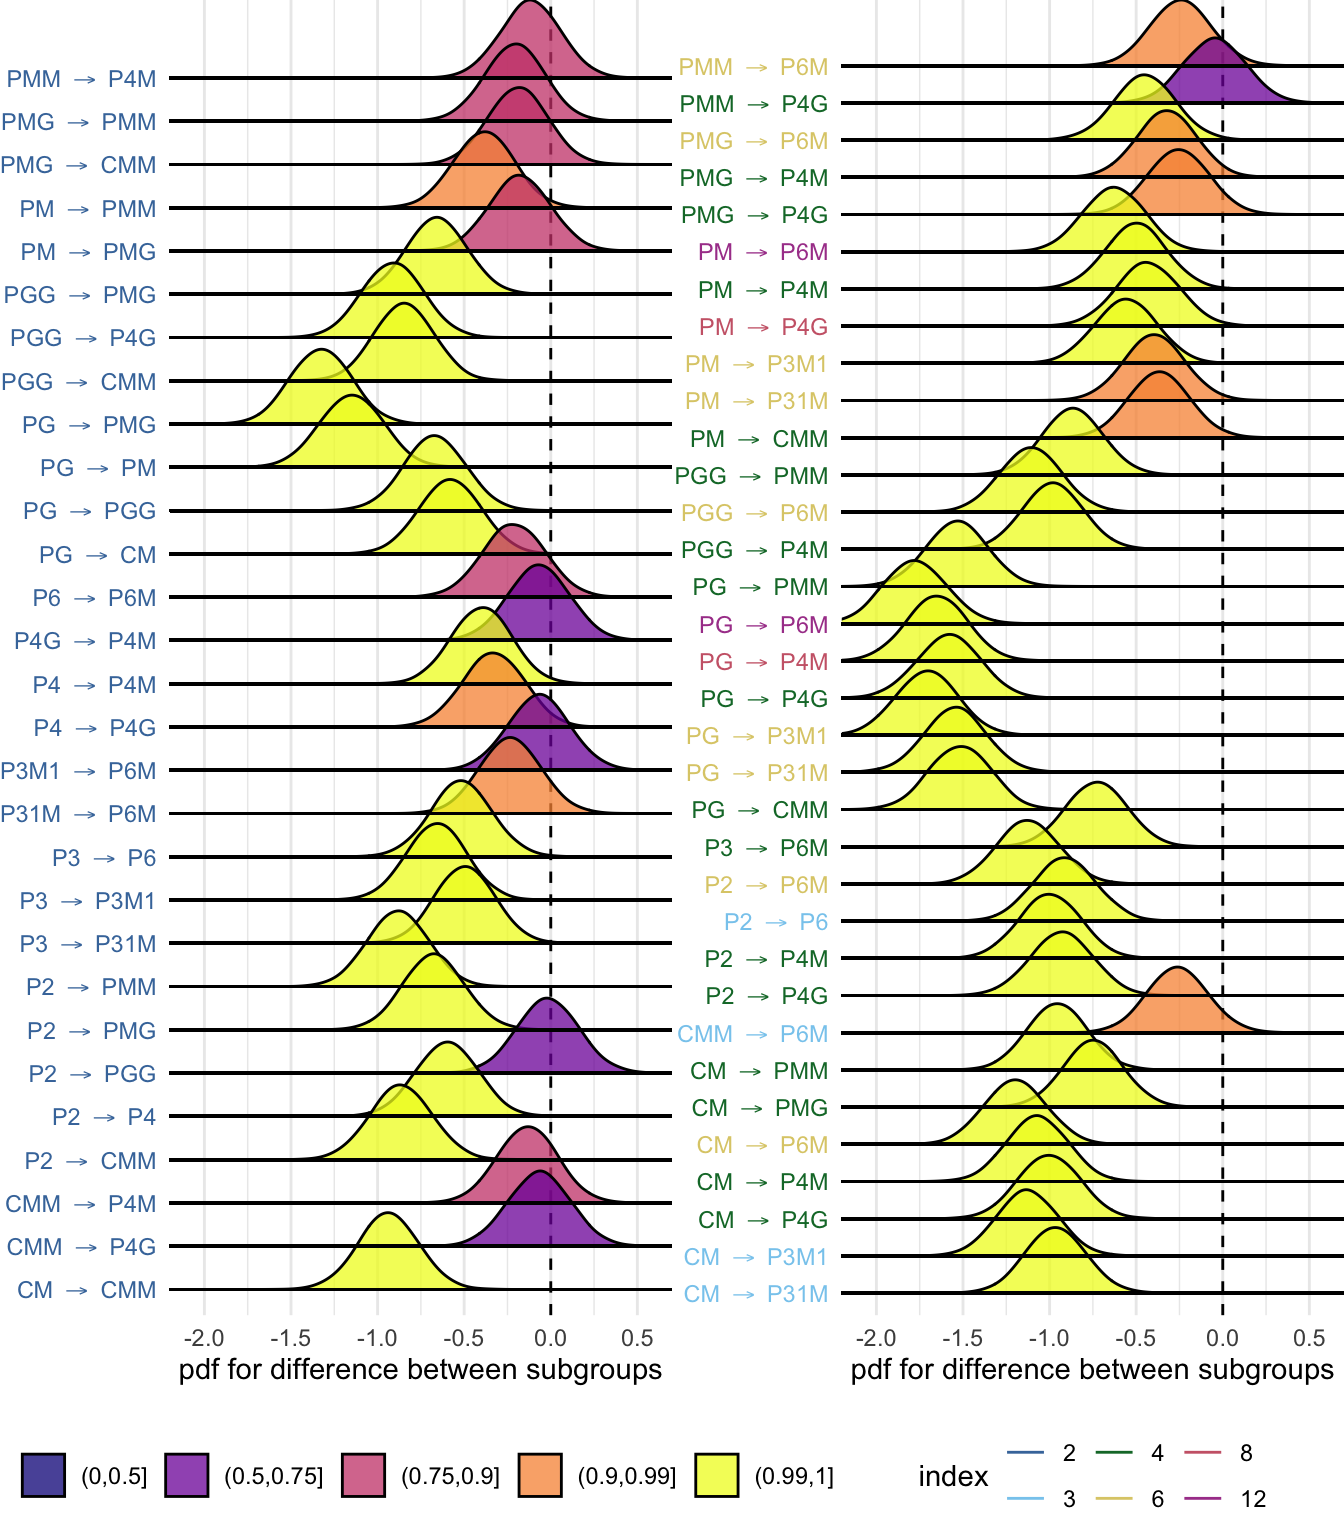 PMM → P4M
PMG → PMM
PMG → CMM
PM → PMM
PM → PMG
PGG → PMG
PGG → P4G
PGG → CMM
PG → PMG
PG → PM
PG → PGG
PG → CM
P6 → P6M
P4G → P4M
P4 → P4M
P4 → P4G
P3M1 → P6M
P31M → P6M
P3 → P6
P3 → P3M1
P3 → P31M
P2 → PMM
P2 → PMG
P2 → PGG
P2 → P4
P2 → CMM
CMM → P4M
CMM → P4G
CM → CMM
-2.0 -1.5 -1.0 -0.5 0.0 0.5
pdf for difference between subgroups
PMM → P6M
PMM → P4G
PMG → P6M
PMG → P4M
PMG → P4G
PM → P6M
PM → P4M
PM → P4G
PM → P3M1
PM → P31M
PM → CMM
PGG → PMM
PGG → P6M
PGG → P4M
PG → PMM
PG → P6M
PG → P4M
PG → P4G
PG → P3M1
PG → P31M
PG → CMM
P3 → P6M
P2 → P6M
P2 → P6
P2 → P4M
P2 → P4G
CMM → P6M
CM → PMM
CM → PMG
CM → P6M
CM → P4M
CM → P4G
CM → P3M1
CM → P31M
-2.0 -1.5 -1.0 -0.5 0.0 0.5
pdf for difference between subgroups
(0,0.5] (0.5,0.75] (0.75,0.9] (0.9,0.99] (0.99,1]
index
2 4 8
3 6 12